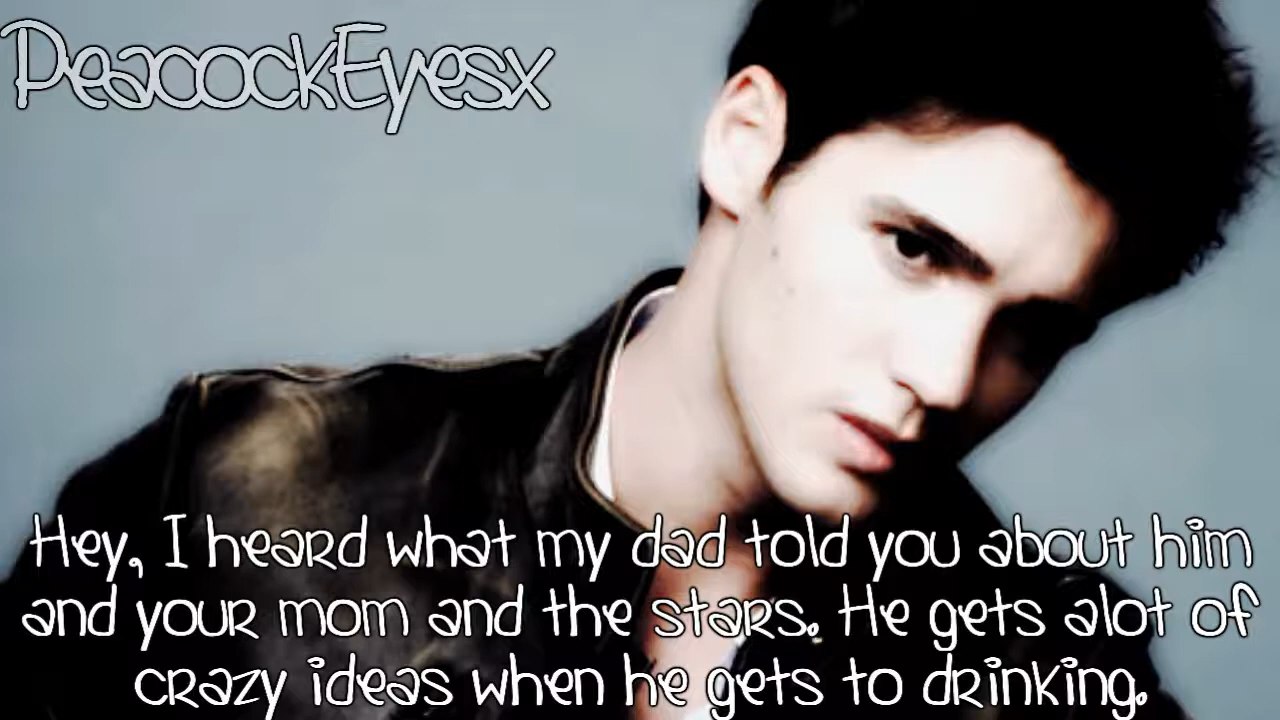 PeacockEyesx
Hey, I heard what my dad told you about him
and your mom and the stars. He gets alot of
crazy ideas when he gets to drinking.